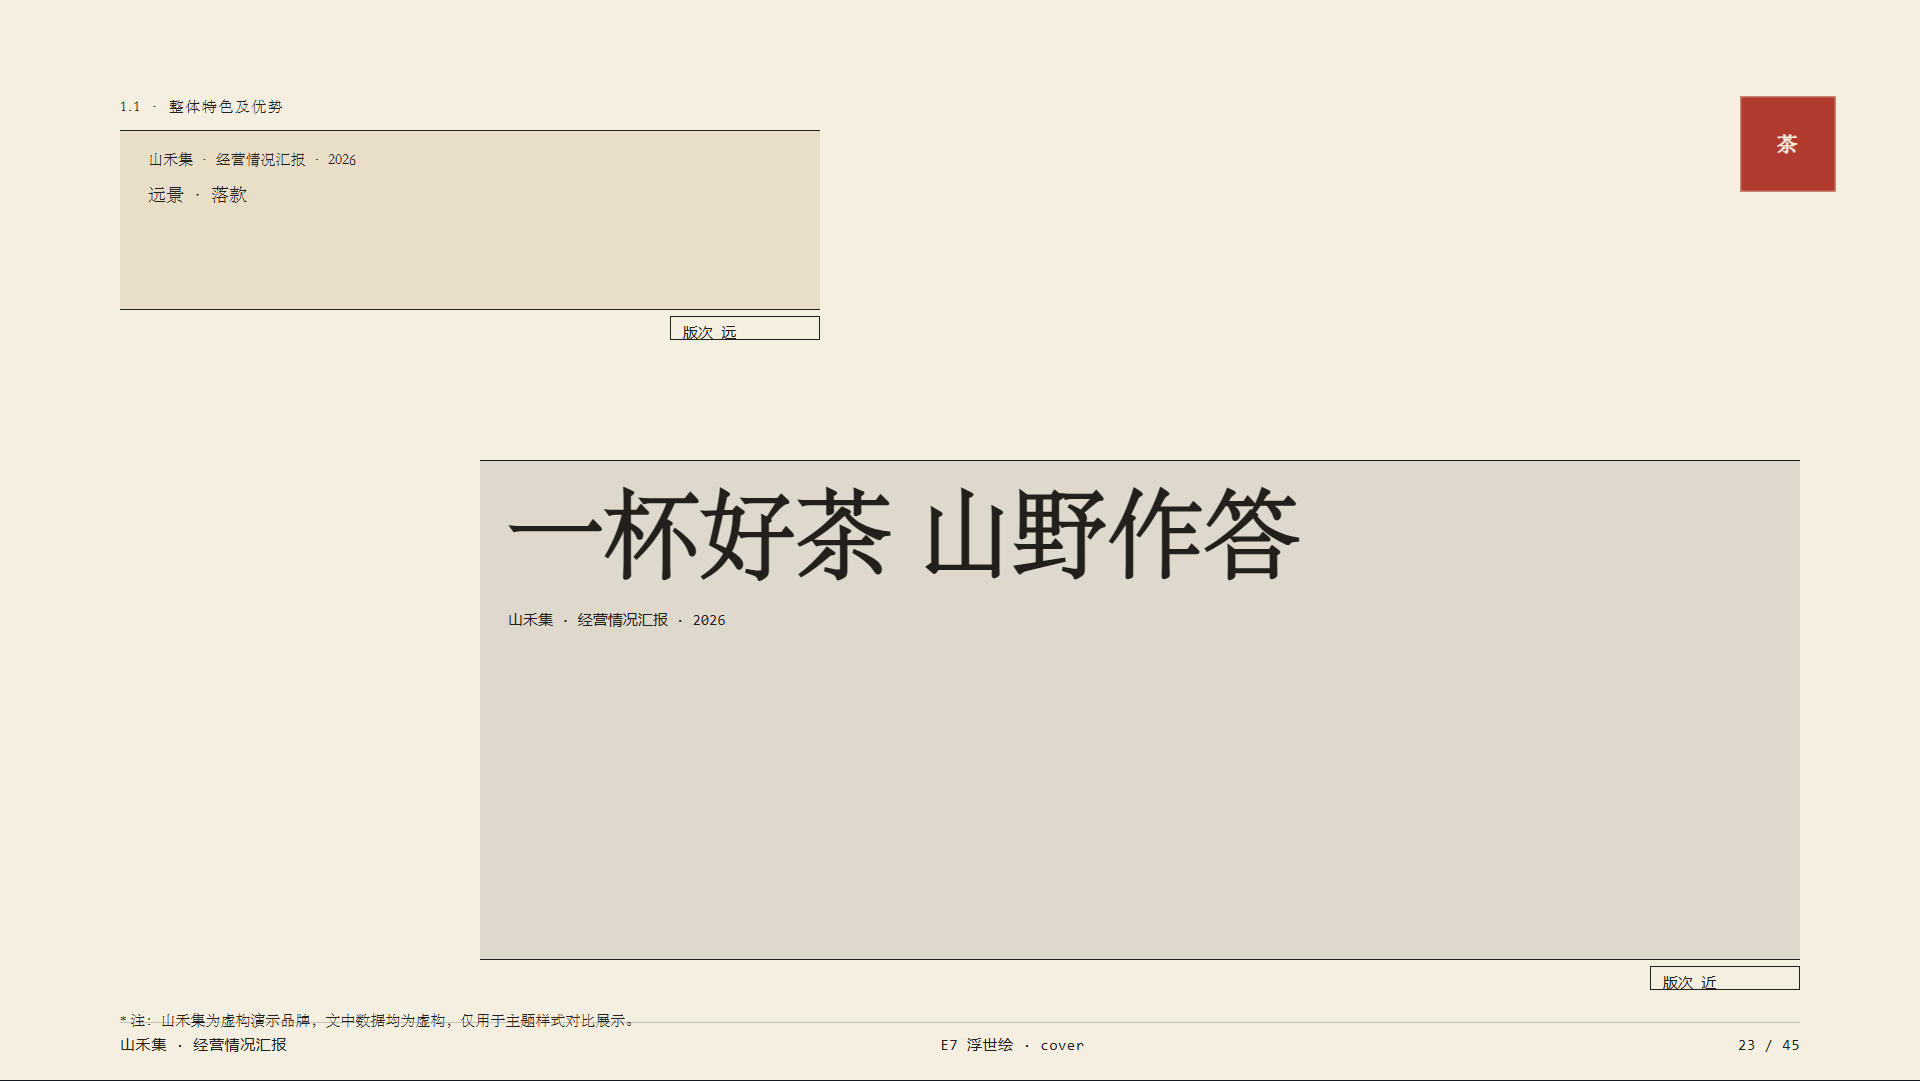 1.1 · 整体特色及优势
茶
山禾集 · 经营情况汇报 · 2026
远景 · 落款
版次 远
一杯好茶 山野作答
山禾集 · 经营情况汇报 · 2026
版次 近
* 注：山禾集为虚构演示品牌，文中数据均为虚构，仅用于主题样式对比展示。
山禾集 · 经营情况汇报
E7 浮世绘 · cover
23 / 45